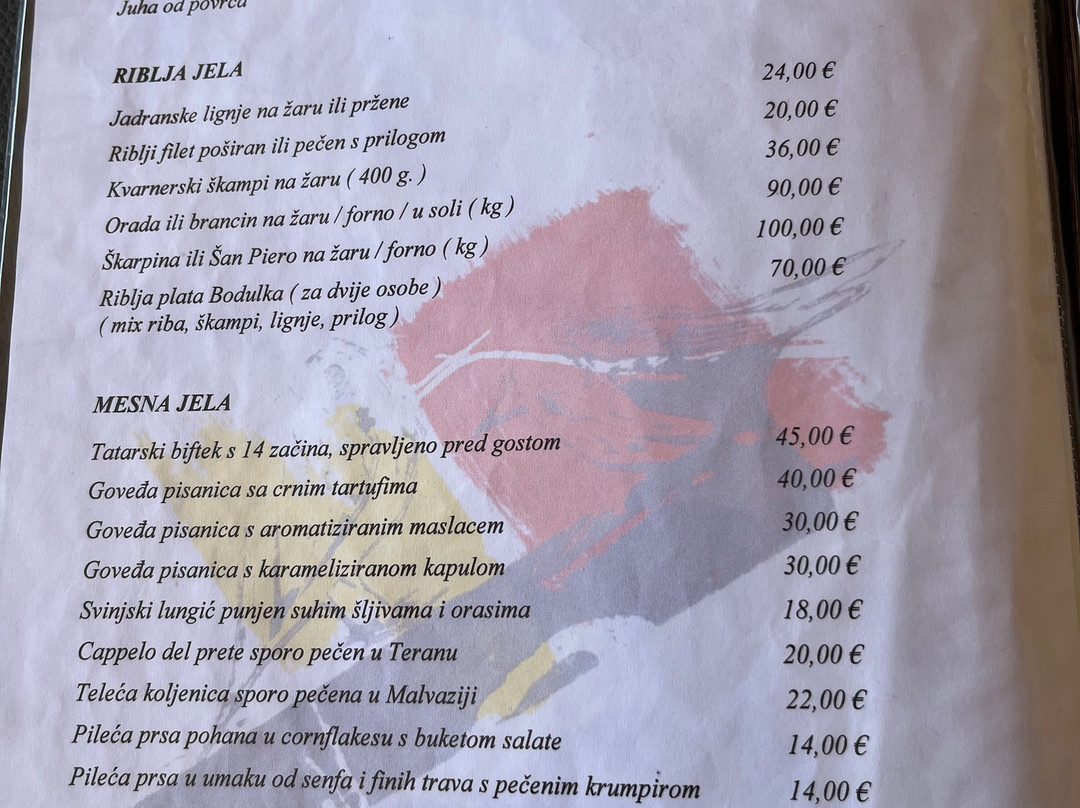 Juha od povrća
RIBLJA JELA
Jadranske lignje na žaru ili pržene 24,00 €
Riblji filet poširan ili pečen s prilogom 20,00 €
Kvarnerski škampi na žaru ( 400 g. ) 36,00 €
Orada ili brancin na žaru / forno / u soli ( kg ) 90,00 €
Škarpina ili Šan Piero na žaru / forno ( kg ) 100,00 €
Riblja plata Bodulka ( za dvije osobe ) 70,00 €
( mix riba, škampi, lignje, prilog )
MESNA JELA
Tatarski biftek s 14 začina, spravljeno pred gostom 45,00 €
Goveđa pisanica sa crnim tartufima 40,00 €
Goveđa pisanica s aromatiziranim maslacem 30,00 €
Goveđa pisanica s karameliziranom kapulom 30,00 €
Svinjski lungić punjen suhim šljivama i orasima 18,00 €
Cappelo del prete sporo pečen u Teranu 20,00 €
Teleća koljenica sporo pečena u Malvaziji 22,00 €
Pileća prsa pohana u cornflakesu s buketom salate 14,00 €
Pileća prsa u umaku od senfa i finih trava s pečenim krumpirom 14,00 €